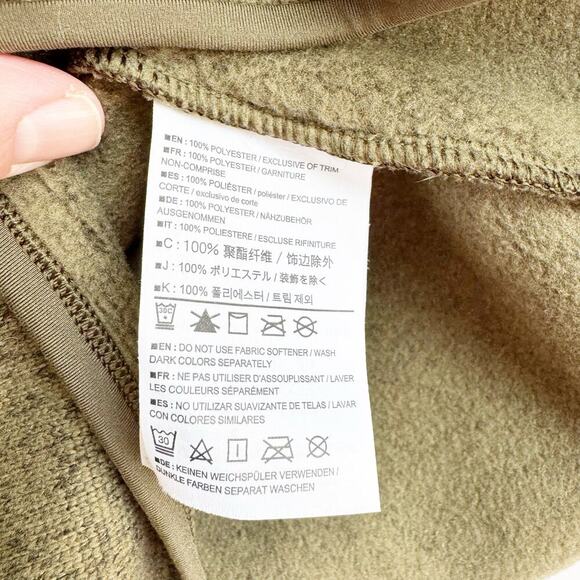 ■EN : 100% POLYESTER / EXCLUSIVE OF TRIM
■FR : 100% POLYESTER / GARNITURE
NON-COMPRISE
■ES : 100% POLIÉSTER / poliéster / EXCLUSIVO DE
CORTE / exclusivo de corte
■DE : 100% POLYESTER / NÄHZUBEHÖR
AUSGENOMMEN
■IT : 100% POLIESTERE / ESCLUSE RIFINITURE
■C : 100% 聚酯纤维 / 饰边除外
■J : 100% ポリエステル / 装飾を除く
■K : 100% 폴리에스터 / 트림 제외
30C
■EN : DO NOT USE FABRIC SOFTENER / WASH
DARK COLORS SEPARATELY
■FR : NE PAS UTILISER D'ASSOUPLISSANT / LAVER
LES COULEURS SÉPARÉMENT
■ES : NO UTILIZAR SUAVIZANTE DE TELAS / LAVAR
CON COLORES SIMILARES
30
■DE : KEINEN WEICHSPÜLER VERWENDEN /
DUNKLE FARBEN SEPARAT WASCHEN